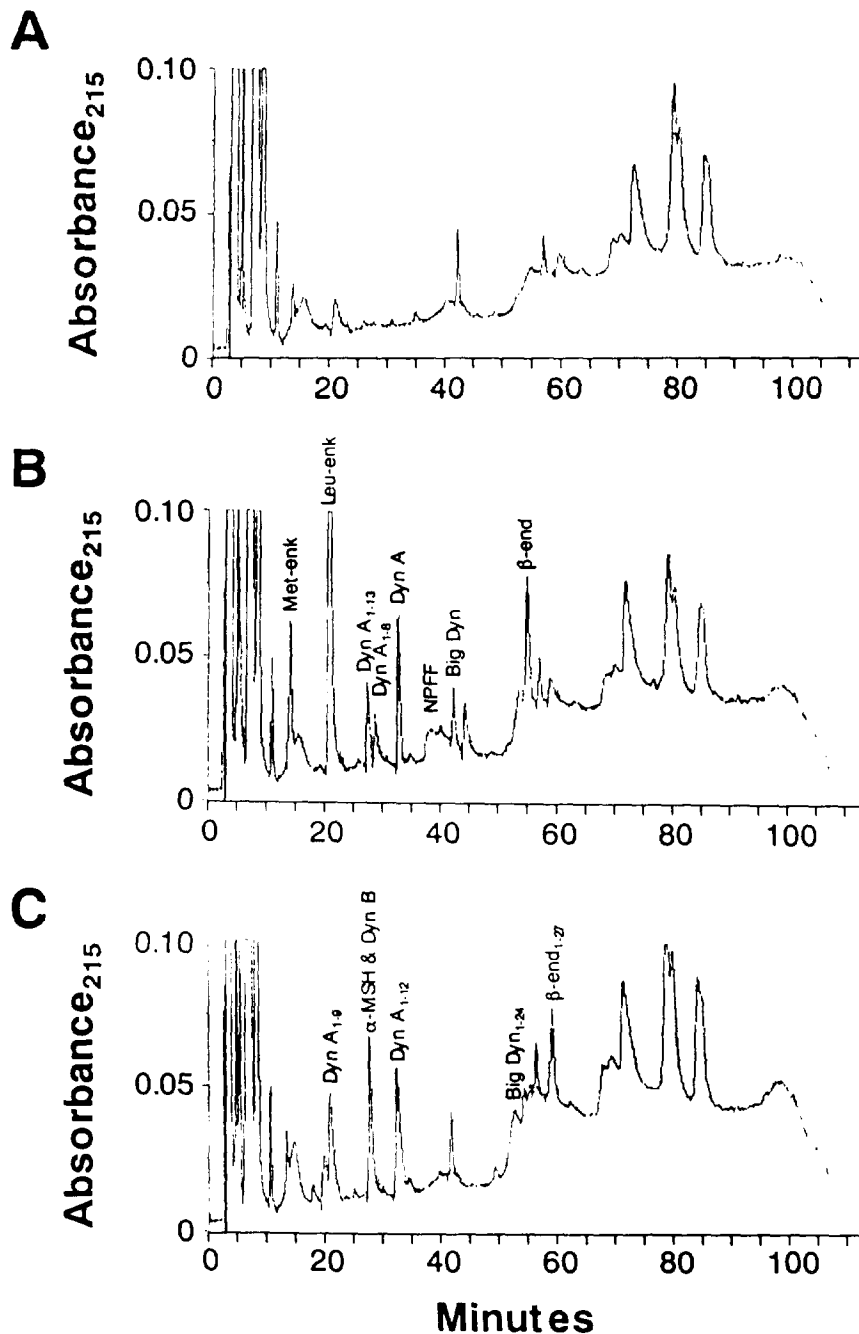 A
Absorbance215
0.10
0.05
0
0 20 40 60 80 100
B
Absorbance215
0.10
0.05
0
Met-enk
Leu-enk
Dyn A1-13
Dyn A1-8
Dyn A
NPFF
Big Dyn
β-end
0 20 40 60 80 100
C
Absorbance215
0.10
0.05
0
Dyn A1-9
α-MSH & Dyn B
Dyn A1-12
Big Dyn1-24
β-end1-27
0 20 40 60 80 100
Minutes